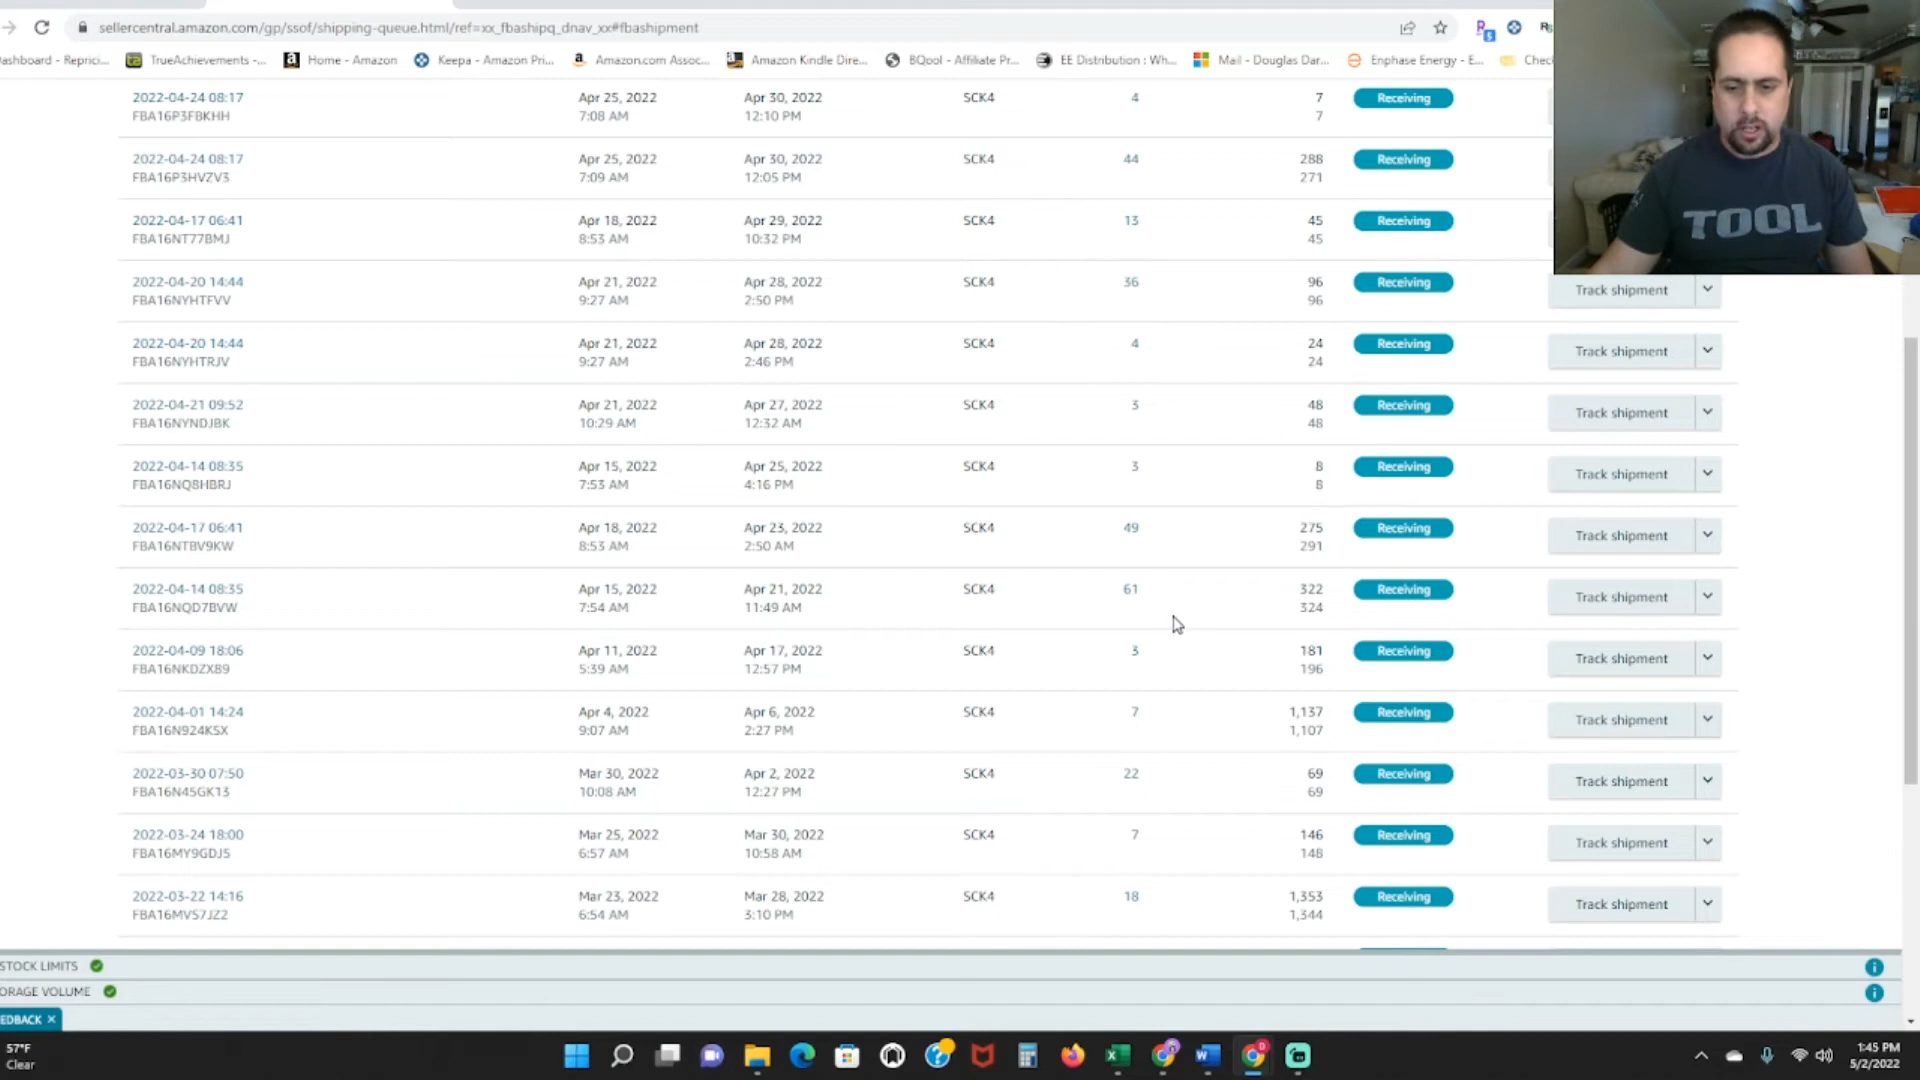 sellercentral.amazon.com/gp/ssof/shipping-queue.html/ref=xx_fbashipq_dnav_xx#fbashipment
ashboard - Reprici... TrueAchievements -... Home - Amazon Keepa - Amazon Pri... Amazon.com Assoc... Amazon Kindle Dire... BQool - Affiliate Pr... EE Distribution : Wh... Mail - Douglas Dar... Enphase Energy - E... Chec
2022-04-24 08:17 Apr 25, 2022 Apr 30, 2022 SCK4 4 7 Receiving
FBA16P3FBKHH 7:08 AM 12:10 PM 7
2022-04-24 08:17 Apr 25, 2022 Apr 30, 2022 SCK4 44 288 Receiving
FBA16P3HVZV3 7:09 AM 12:05 PM 271
2022-04-17 06:41 Apr 18, 2022 Apr 29, 2022 SCK4 13 45 Receiving
FBA16NT77BMJ 8:53 AM 10:32 PM 45
TOOL
2022-04-20 14:44 Apr 21, 2022 Apr 28, 2022 SCK4 36 96 Receiving Track shipment
FBA16NYHTFVV 9:27 AM 2:50 PM 96
2022-04-20 14:44 Apr 21, 2022 Apr 28, 2022 SCK4 4 24 Receiving Track shipment
FBA16NYHTRJV 9:27 AM 2:46 PM 24
2022-04-21 09:52 Apr 21, 2022 Apr 27, 2022 SCK4 3 48 Receiving Track shipment
FBA16NYNDJBK 10:29 AM 12:32 AM 48
2022-04-14 08:35 Apr 15, 2022 Apr 25, 2022 SCK4 3 8 Receiving Track shipment
FBA16NQ8HBRJ 7:53 AM 4:16 PM 8
2022-04-17 06:41 Apr 18, 2022 Apr 23, 2022 SCK4 49 275 Receiving Track shipment
FBA16NTBV9KW 8:53 AM 2:50 AM 291
2022-04-14 08:35 Apr 15, 2022 Apr 21, 2022 SCK4 61 322 Receiving Track shipment
FBA16NQD7BVW 7:54 AM 11:49 AM 324
2022-04-09 18:06 Apr 11, 2022 Apr 17, 2022 SCK4 3 181 Receiving Track shipment
FBA16NKDZX89 5:39 AM 12:57 PM 196
2022-04-01 14:24 Apr 4, 2022 Apr 6, 2022 SCK4 7 1,137 Receiving Track shipment
FBA16N924KSX 9:07 AM 2:27 PM 1,107
2022-03-30 07:50 Mar 30, 2022 Apr 2, 2022 SCK4 22 69 Receiving Track shipment
FBA16N45GK13 10:08 AM 12:27 PM 69
2022-03-24 18:00 Mar 25, 2022 Mar 30, 2022 SCK4 7 146 Receiving Track shipment
FBA16MY9GDJ5 6:57 AM 10:58 AM 148
2022-03-22 14:16 Mar 23, 2022 Mar 28, 2022 SCK4 18 1,353 Receiving Track shipment
FBA16MVS7JZ2 6:54 AM 3:10 PM 1,344
STOCK LIMITS
ORAGE VOLUME
EDBACK
57°F
Clear
1:45 PM
5/2/2022